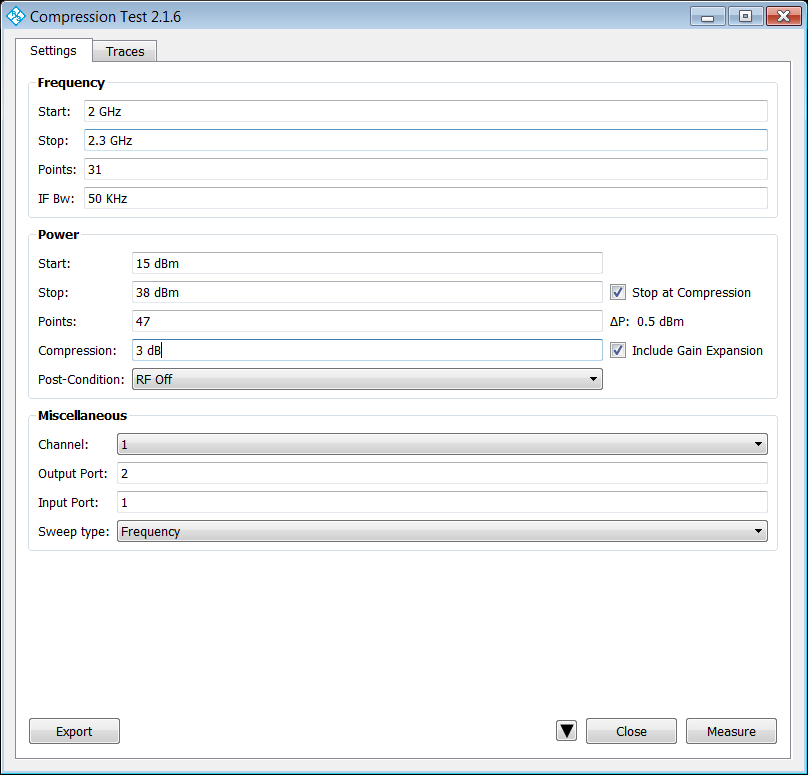 Compression Test 2.1.6
Settings Traces
Frequency
Start: 2 GHz
Stop: 2.3 GHz
Points: 31
IF Bw: 50 KHz
Power
Start: 15 dBm
Stop: 38 dBm Stop at Compression
Points: 47 ΔP: 0.5 dBm
Compression: 3 dB Include Gain Expansion
Post-Condition: RF Off
Miscellaneous
Channel: 1
Output Port: 2
Input Port: 1
Sweep type: Frequency
Export Close Measure